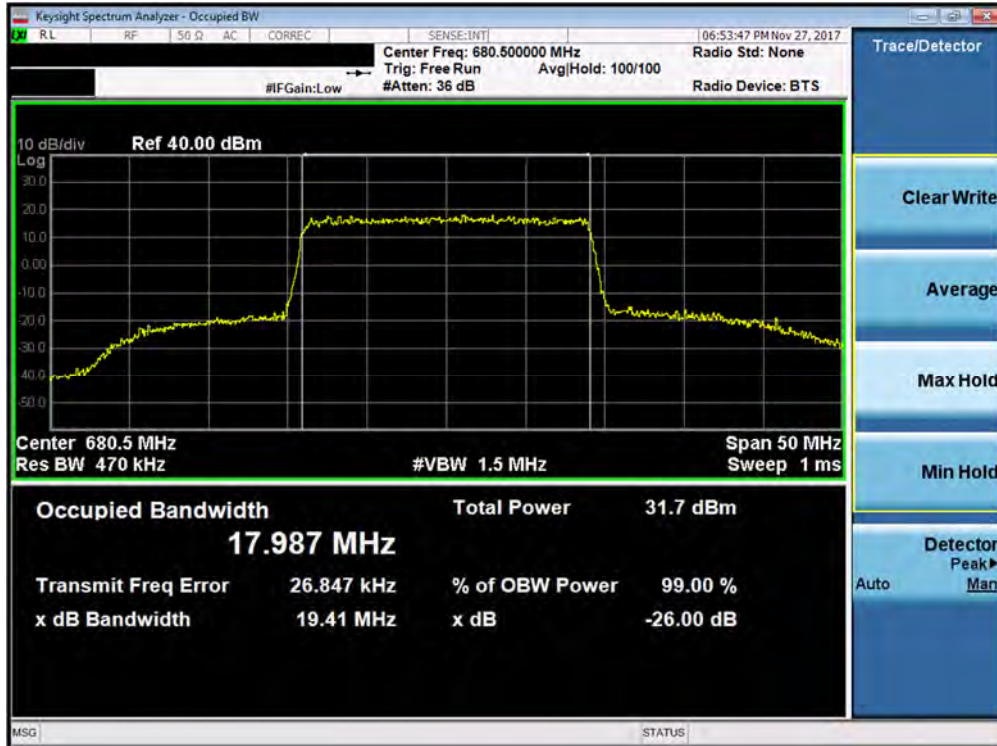 Keysight Spectrum Analyzer - Occupied BW
LXI RL RF 50 Ω AC CORREC SENSE:INT 06:53:47 PM Nov 27, 2017
Center Freq: 680.500000 MHz Radio Std: None
Trig: Free Run Avg|Hold: 100/100
#IFGain:Low #Atten: 36 dB Radio Device: BTS
10 dB/div Ref 40.00 dBm
Log
30.0
20.0
10.0
0.00
-10.0
-20.0
-30.0
-40.0
-50.0
Center 680.5 MHz Span 50 MHz
Res BW 470 kHz #VBW 1.5 MHz Sweep 1 ms
Occupied Bandwidth Total Power 31.7 dBm
17.987 MHz
Transmit Freq Error 26.847 kHz % of OBW Power 99.00 %
x dB Bandwidth 19.41 MHz x dB -26.00 dB
MSG STATUS
Trace/Detector
Clear Write
Average
Max Hold
Min Hold
Detector
Peak▶
Auto Man